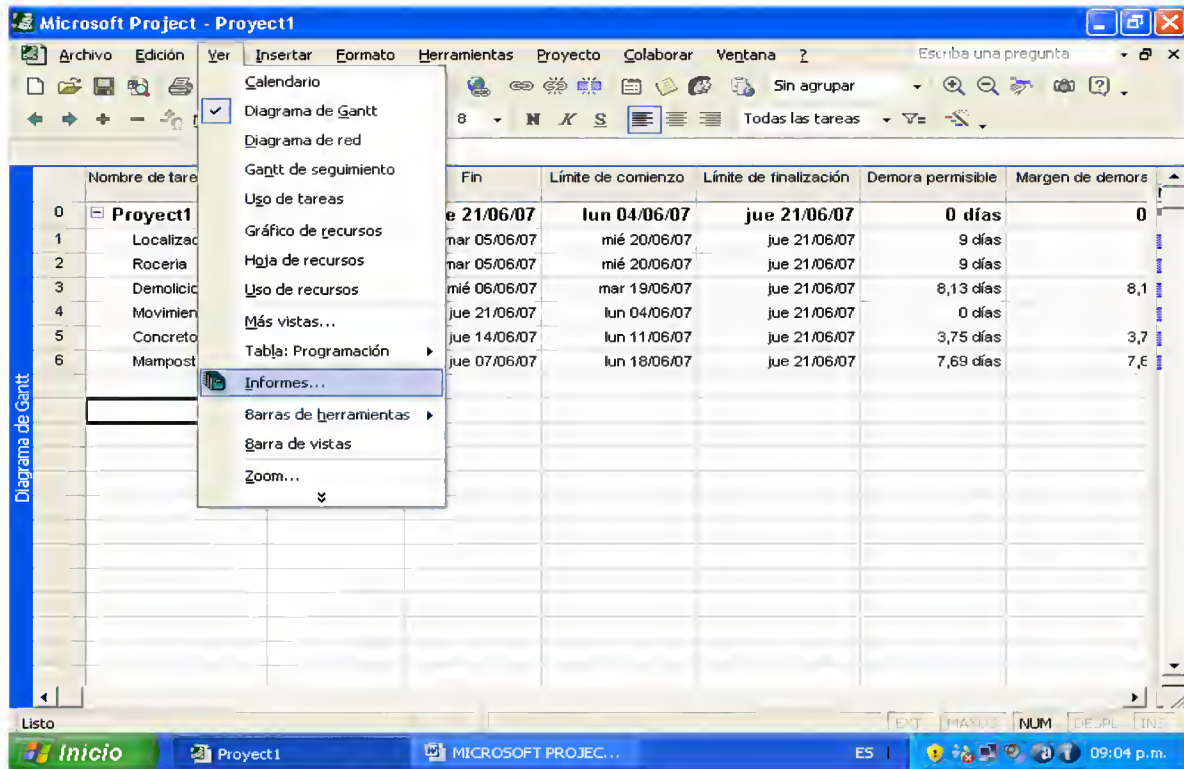 Microsoft Project - Proyect1
Archivo Edición Ver Insertar Formato Herramientas Proyecto Colaborar Ventana ? Escriba una pregunta
Sin agrupar
8 N K S Todas las tareas
Calendario
Diagrama de Gantt
Diagrama de red
Gantt de seguimiento
Uso de tareas
Gráfico de recursos
Hoja de recursos
Uso de recursos
Más vistas...
Tabla: Programación
Informes...
Barras de herramientas
Barra de vistas
Zoom...
Nombre de tare Fin Límite de comienzo Límite de finalización Demora permisible Margen de demora
0 Proyect1 e 21/06/07 lun 04/06/07 jue 21/06/07 0 días 0
1 Localizac mar 05/06/07 mié 20/06/07 jue 21/06/07 9 días
2 Roceria mar 05/06/07 mié 20/06/07 jue 21/06/07 9 días
3 Demolicio mié 06/06/07 mar 19/06/07 jue 21/06/07 8,13 días 8,1
4 Movimien jue 21/06/07 lun 04/06/07 jue 21/06/07 0 días
5 Concreto jue 14/06/07 lun 11/06/07 jue 21/06/07 3,75 días 3,7
6 Mampost jue 07/06/07 lun 18/06/07 jue 21/06/07 7,69 días 7,6
Diagrama de Gantt
Listo EXT MAYÚS NUM DESPL INS
Inicio Proyect1 MICROSOFT PROJEC... ES 09:04 p.m.